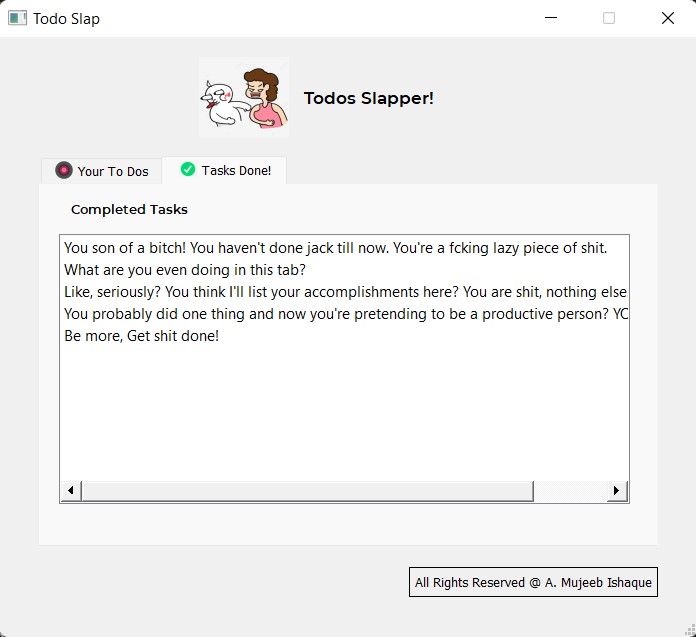 Todo Slap
Todos Slapper!
Your To Dos
Tasks Done!
Completed Tasks
You son of a bitch! You haven't done jack till now. You're a fcking lazy piece of shit.
What are you even doing in this tab?
Like, seriously? You think I'll list your accomplishments here? You are shit, nothing else
You probably did one thing and now you're pretending to be a productive person? YO
Be more, Get shit done!
All Rights Reserved @ A. Mujeeb Ishaque